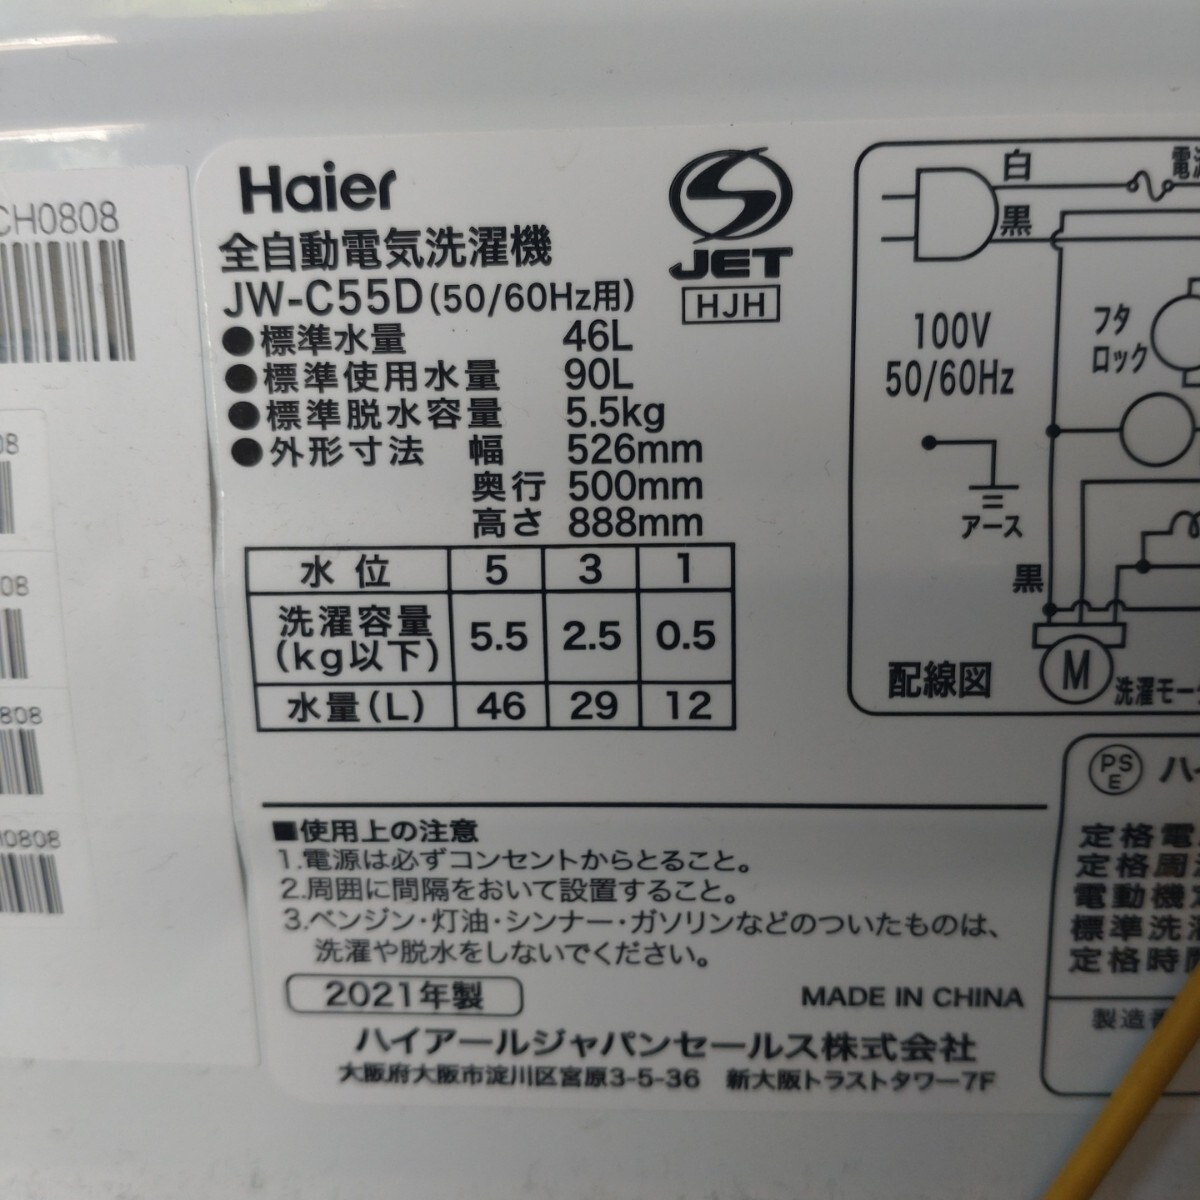 CH0808
08
08
808
H0808
Haier
全自動電気洗濯機
JW-C55D(50/60Hz用)
●標準水量 46L
●標準使用水量 90L
●標準脱水容量 5.5kg
●外形寸法 幅 526mm
奥行 500mm
高さ 888mm
JET
HJH
水位 5 3 1
洗濯容量(kg以下) 5.5 2.5 0.5
水量(L) 46 29 12
白
黒
電源
100V
50/60Hz
フタ
ロック
アース
黒
M
配線図
洗濯モータ
■使用上の注意
1.電源は必ずコンセントからとること。
2.周囲に間隔をおいて設置すること。
3.ベンジン・灯油・シンナー・ガソリンなどのついたものは、
洗濯や脱水をしないでください。
2021年製
MADE IN CHINA
ハイアールジャパンセールス株式会社
大阪府大阪市淀川区宮原3-5-36 新大阪トラストタワー7F
PS
E
ハイ
定格電
定格周
電動機
標準洗濯
定格時間
製造番